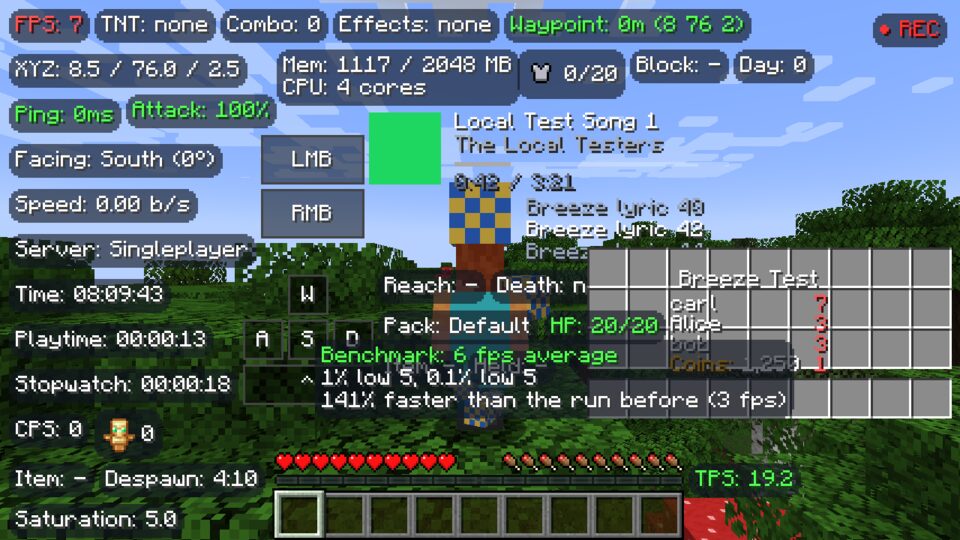 FPS: 7
TNT: none
Combo: 0
Effects: none
Waypoint: 0m (8 76 2)
REC
XYZ: 8.5 / 76.0 / 2.5
Mem: 1117 / 2048 MB
CPU: 4 cores
0/20
Block: -
Day: 0
Ping: 0ms
Attack: 100%
Local Test Song 1
The Local Testers
0:42 / 3:21
Facing: South (0°)
LMB
RMB
Speed: 0.00 b/s
Breeze lyric 42
Breeze lyric
Server: Singleplayer
Time: 08:09:43
W
A
S
D
^
Reach: -
Death: n
Breeze Test
carl 7
Alice 3
bob 3
Coins: 1,250 1
Playtime: 00:00:13
Pack: Default
HP: 20/20
Benchmark: 6 fps average
1% low 5, 0.1% low 5
141% faster than the run before (3 fps)
Stopwatch: 00:00:18
CPS: 0
0
Item: -
Despawn: 4:10
TPS: 19.2
Saturation: 5.0